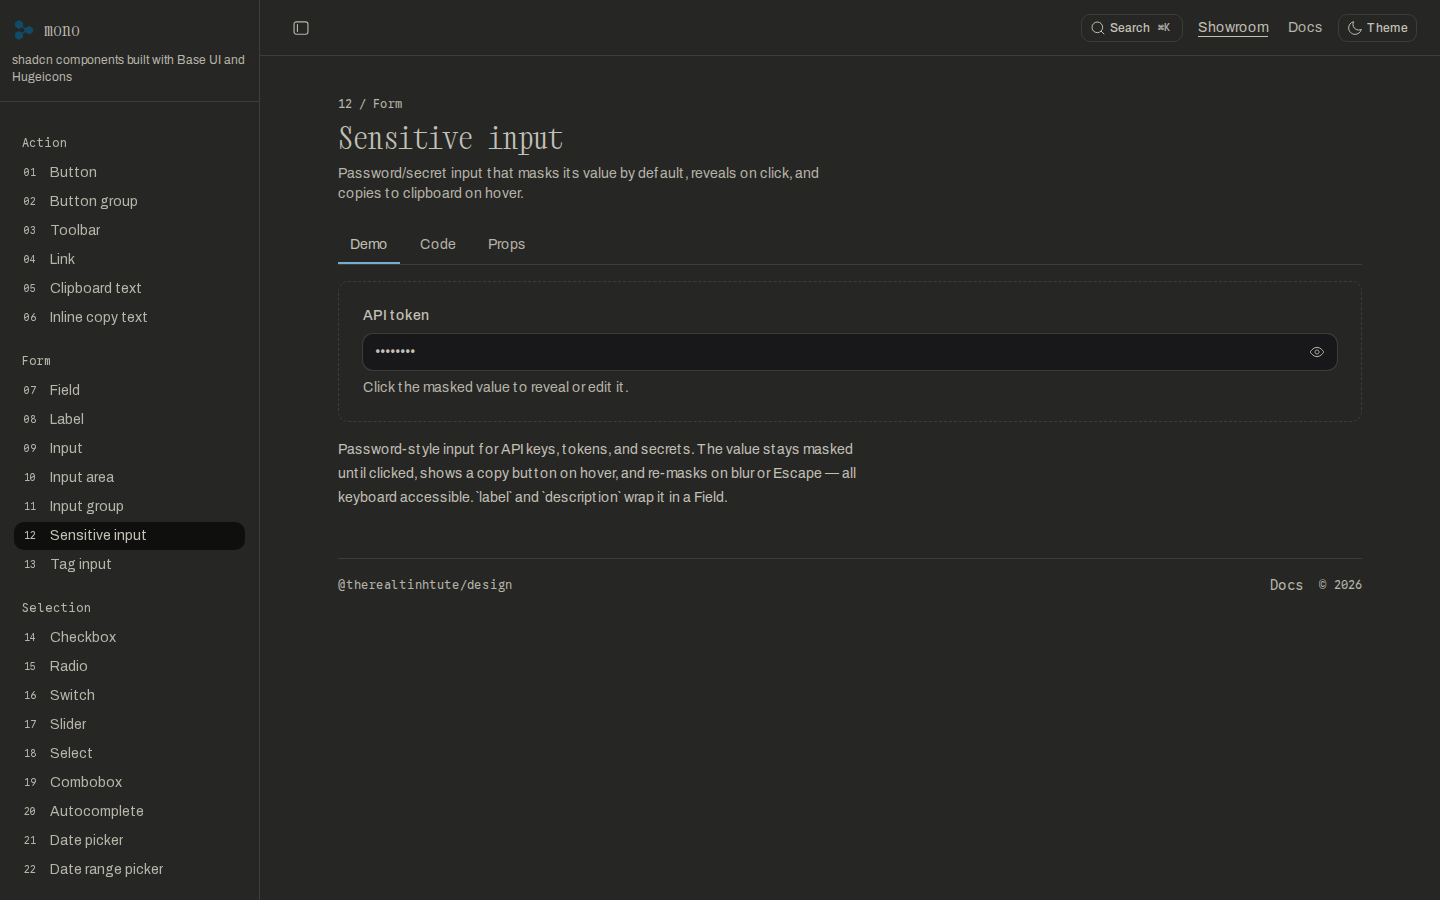 mono
shadcn components built with Base UI and
Hugeicons
Action
01 Button
02 Button group
03 Toolbar
04 Link
05 Clipboard text
06 Inline copy text
Form
07 Field
08 Label
09 Input
10 Input area
11 Input group
12 Sensitive input
13 Tag input
Selection
14 Checkbox
15 Radio
16 Switch
17 Slider
18 Select
19 Combobox
20 Autocomplete
21 Date picker
22 Date range picker
Search ⌘K Showroom Docs Theme
12 / Form
Sensitive input
Password/secret input that masks its value by default, reveals on click, and
copies to clipboard on hover.
Demo Code Props
API token
••••••••
Click the masked value to reveal or edit it.
Password-style input for API keys, tokens, and secrets. The value stays masked
until clicked, shows a copy button on hover, and re-masks on blur or Escape — all
keyboard accessible. `label` and `description` wrap it in a Field.
@therealtinhtute/design
Docs © 2026